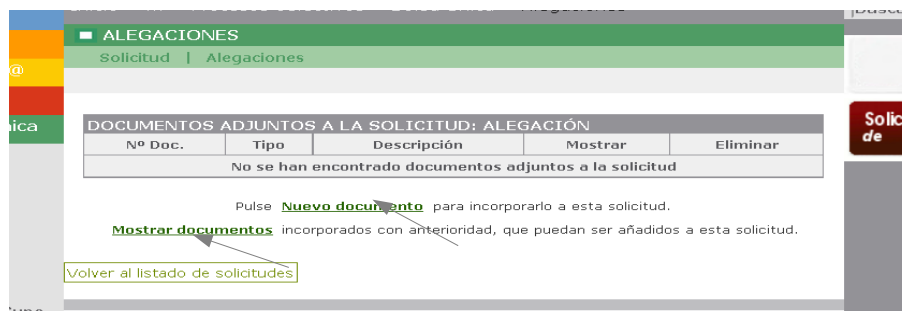 ALEGACIONES
Solicitud | Alegaciones
@
DOCUMENTOS ADJUNTOS A LA SOLICITUD: ALEGACIÓN
Nº Doc. Tipo Descripción Mostrar Eliminar
No se han encontrado documentos adjuntos a la solicitud
Pulse Nuevo documento para incorporarlo a esta solicitud.
Mostrar documentos incorporados con anterioridad, que puedan ser añadidos a esta solicitud.
Volver al listado de solicitudes
Solic
de